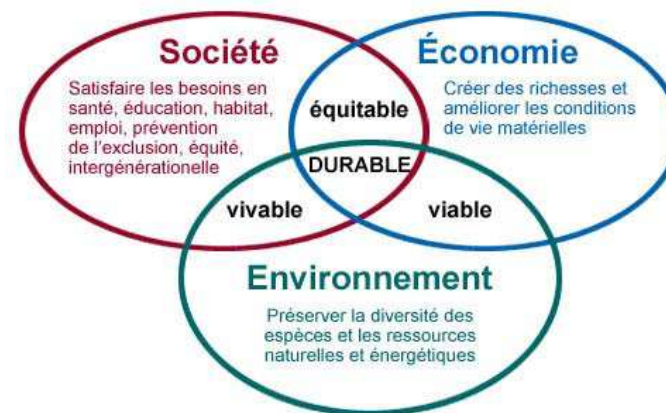 Société
Satisfaire les besoins en
santé, éducation, habitat,
emploi, prévention
de l'exclusion, équité,
intergénérationelle
Économie
Créer des richesses et
améliorer les conditions
de vie matérielles
équitable
DURABLE
vivable
viable
Environnement
Préserver la diversité des
espèces et les ressources
naturelles et énergétiques